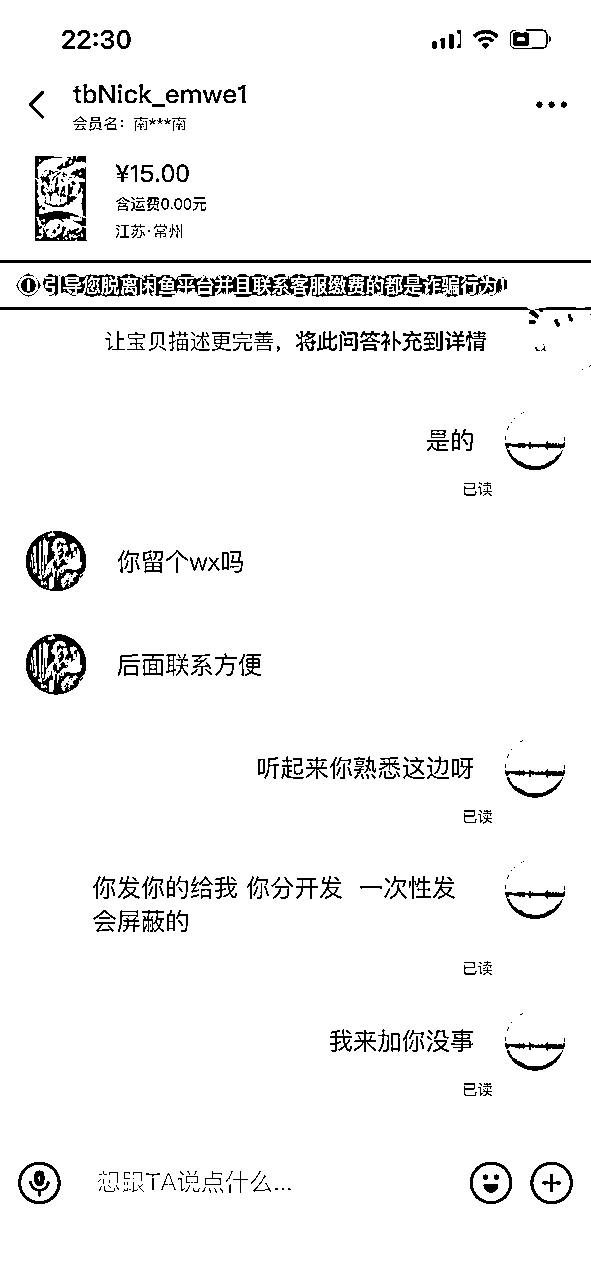 22:30
tbNick_emwe1
会员名：南***南
¥15.00
含运费0.00元
江苏·常州
引导您脱离闲鱼平台并且联系客服缴费的都是诈骗行为！
让宝贝描述更完善，将此问答补充到详情
是的
已读
你留个wx吗
后面联系方便
听起来你熟悉这边呀
已读
你发你的给我 你分开发  一次性发
会屏蔽的
已读
我来加你没事
已读
想跟TA说点什么...